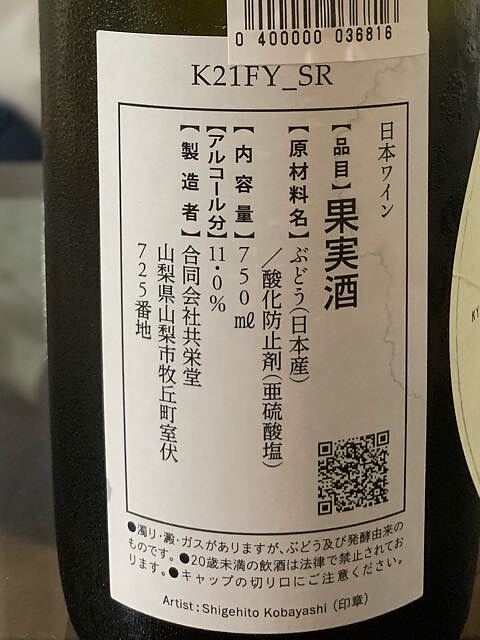 0 400000 036816
K21FY_SR
日本ワイン
【品目】果実酒
【原材料名】ぶどう(日本産)
／酸化防止剤(亜硫酸塩)
【内容量】750㎖
【アルコール分】11・0%
【製造者】合同会社共栄堂
山梨県山梨市牧丘町室伏
725番地
●濁り・澱・ガスがありますが、ぶどう及び発酵由来の
ものです。●20歳未満の飲酒は法律で禁止されてお
ります。●キャップの切り口にご注意ください。
Artist : Shigehito Kobayashi（印章）